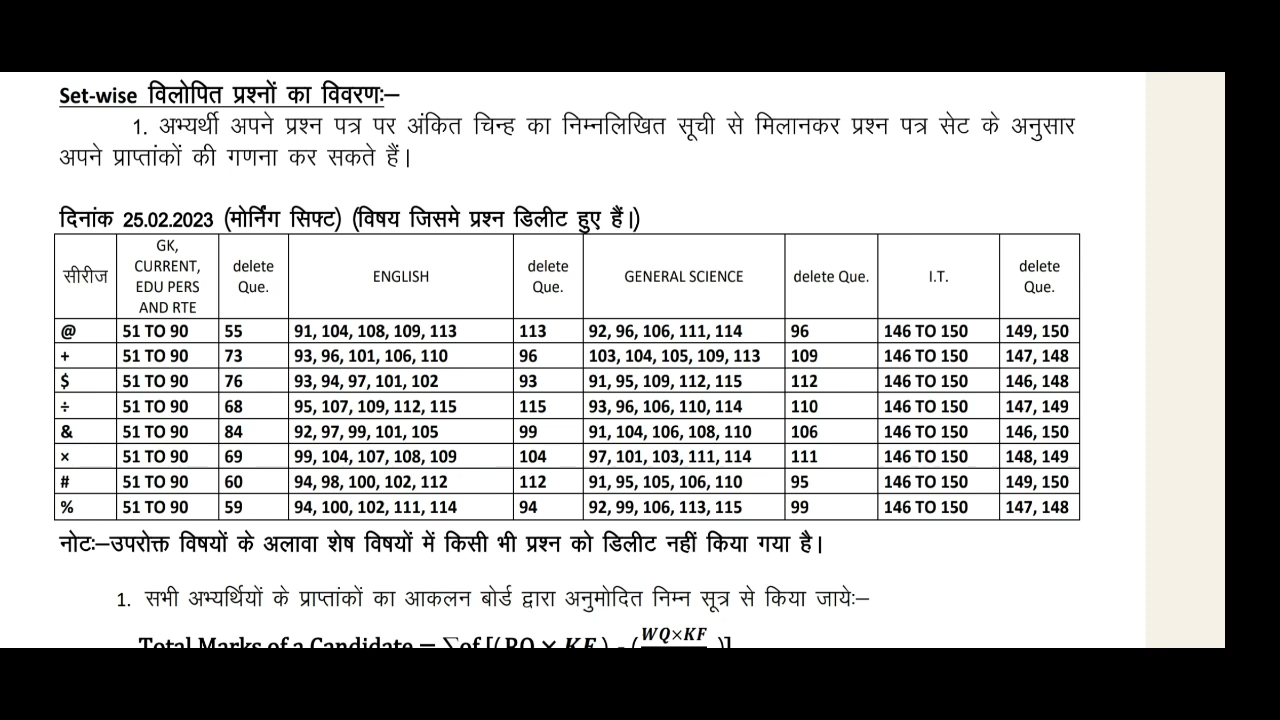 Set-wise विलोपित प्रश्नों का विवरणः–
1. अभ्यर्थी अपने प्रश्न पत्र पर अंकित चिन्ह का निम्नलिखित सूची से मिलानकर प्रश्न पत्र सेट के अनुसार
अपने प्राप्तांकों की गणना कर सकते हैं।
दिनांक 25.02.2023 (मोर्निंग सिफ्ट) (विषय जिसमे प्रश्न डिलीट हुए हैं।)
सीरीज GK, CURRENT, EDU PERS AND RTE delete Que. ENGLISH delete Que. GENERAL SCIENCE delete Que. I.T. delete Que.
@ 51 TO 90 55 91, 104, 108, 109, 113 113 92, 96, 106, 111, 114 96 146 TO 150 149, 150
+ 51 TO 90 73 93, 96, 101, 106, 110 96 103, 104, 105, 109, 113 109 146 TO 150 147, 148
$ 51 TO 90 76 93, 94, 97, 101, 102 93 91, 95, 109, 112, 115 112 146 TO 150 146, 148
÷ 51 TO 90 68 95, 107, 109, 112, 115 115 93, 96, 106, 110, 114 110 146 TO 150 147, 149
& 51 TO 90 84 92, 97, 99, 101, 105 99 91, 104, 106, 108, 110 106 146 TO 150 146, 150
× 51 TO 90 69 99, 104, 107, 108, 109 104 97, 101, 103, 111, 114 111 146 TO 150 148, 149
# 51 TO 90 60 94, 98, 100, 102, 112 112 91, 95, 105, 106, 110 95 146 TO 150 149, 150
% 51 TO 90 59 94, 100, 102, 111, 114 94 92, 99, 106, 113, 115 99 146 TO 150 147, 148
नोटः–उपरोक्त विषयों के अलावा शेष विषयों में किसी भी प्रश्न को डिलीट नहीं किया गया है।
1. सभी अभ्यर्थियों के प्राप्तांकों का आकलन बोर्ड द्वारा अनुमोदित निम्न सूत्र से किया जाये:–
Total Marks of a Candidate = ∑of [( RQ × KF ) - ( WQ×KF )]